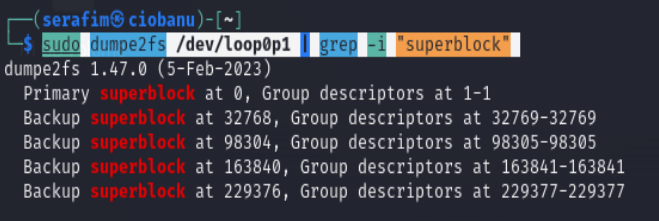 ┌──(serafim㉿ciobanu)-[~]
└─$ sudo dumpe2fs /dev/loop0p1 | grep -i "superblock"
dumpe2fs 1.47.0 (5-Feb-2023)
  Primary superblock at 0, Group descriptors at 1-1
  Backup superblock at 32768, Group descriptors at 32769-32769
  Backup superblock at 98304, Group descriptors at 98305-98305
  Backup superblock at 163840, Group descriptors at 163841-163841
  Backup superblock at 229376, Group descriptors at 229377-229377